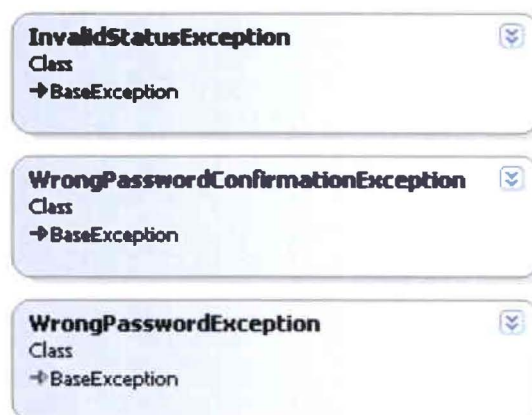 InvalidStatusException
Class
BaseException
WrongPasswordConfirmationException
Class
BaseException
WrongPasswordException
Class
BaseException